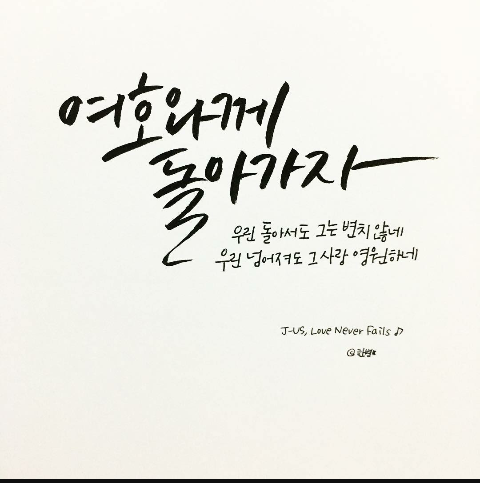 여호와께
돌아가자
우린 돌아서도 그는 변치 않네
우린 넘어져도 그 사랑 영원하네
J-US, Love Never Fails ♪